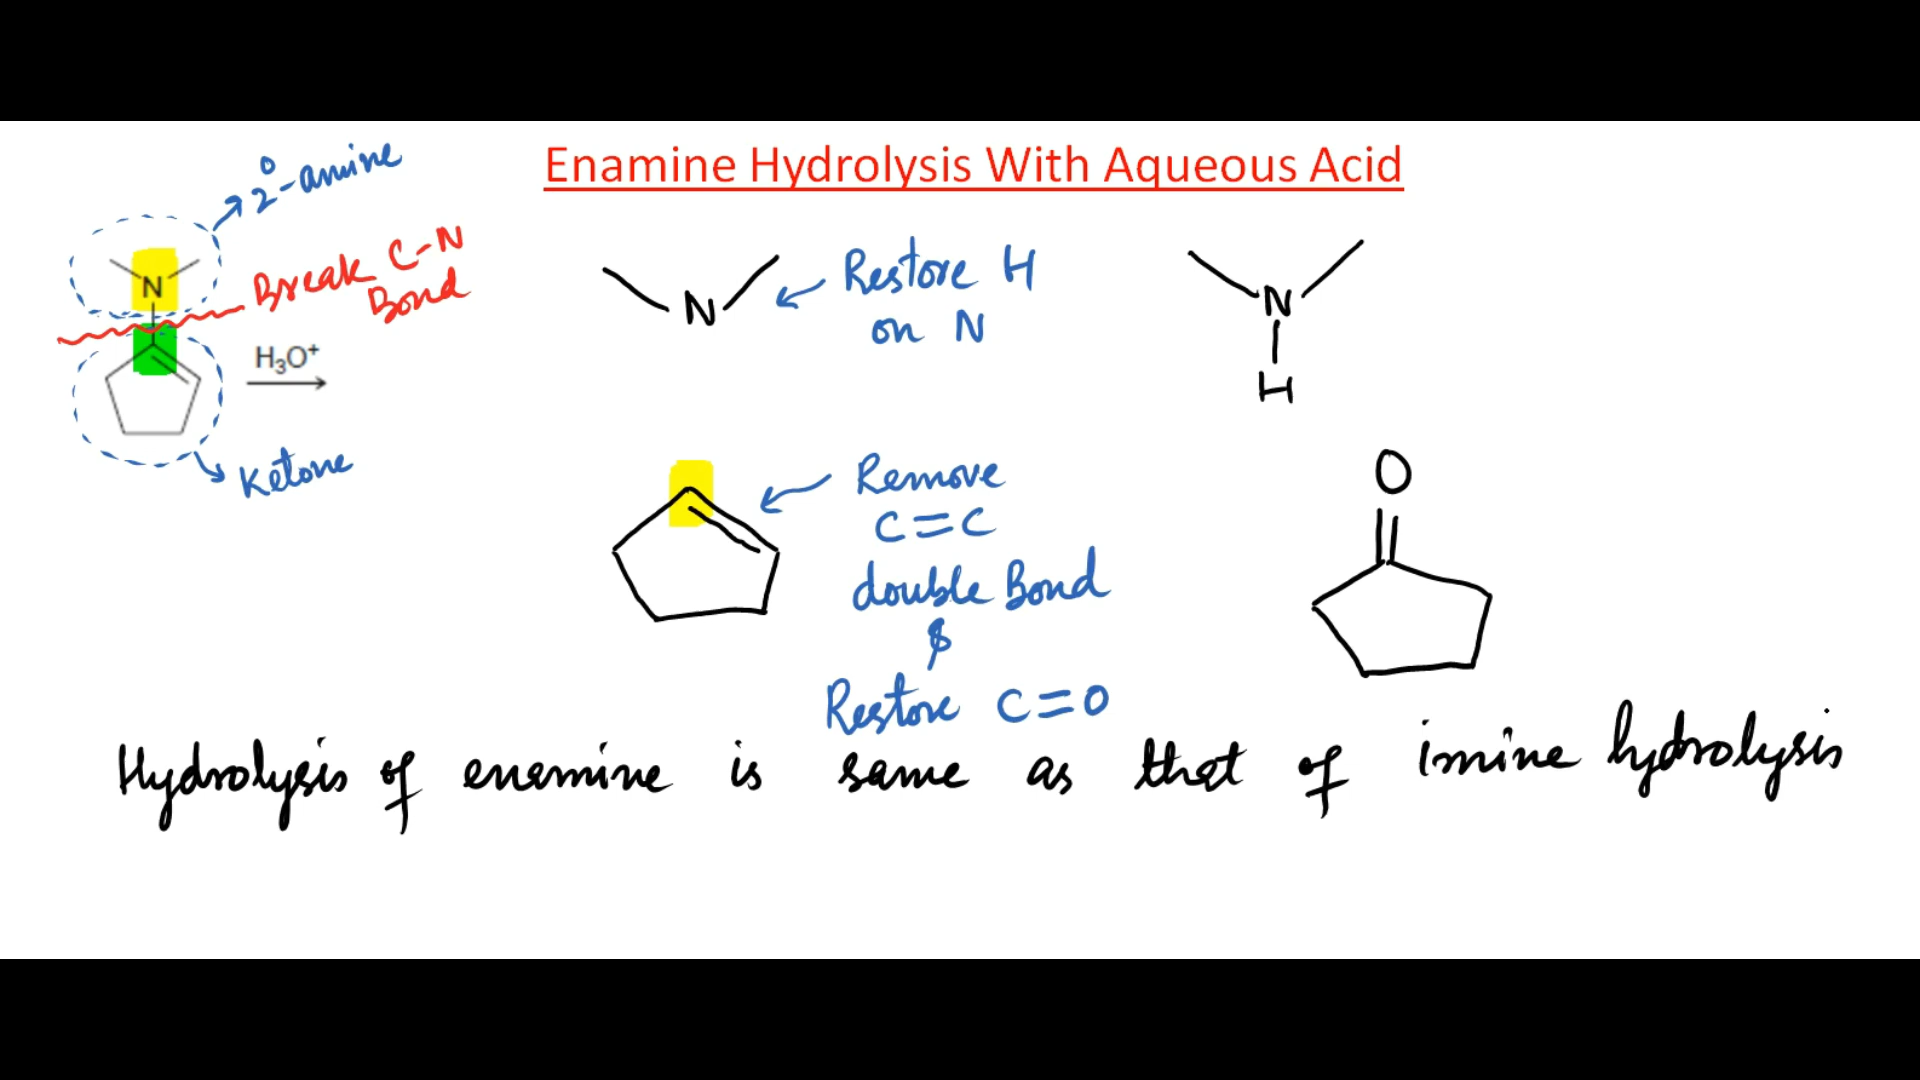 Enamine Hydrolysis With Aqueous Acid
2°-amine
Break C-N
Bond
N
H₃O⁺
Ketone
N
Restore H
on N
N
H
Remove
C=C
double Bond
&
Restore C=O
O
Hydrolysis of enamine is same as that of imine hydrolysis